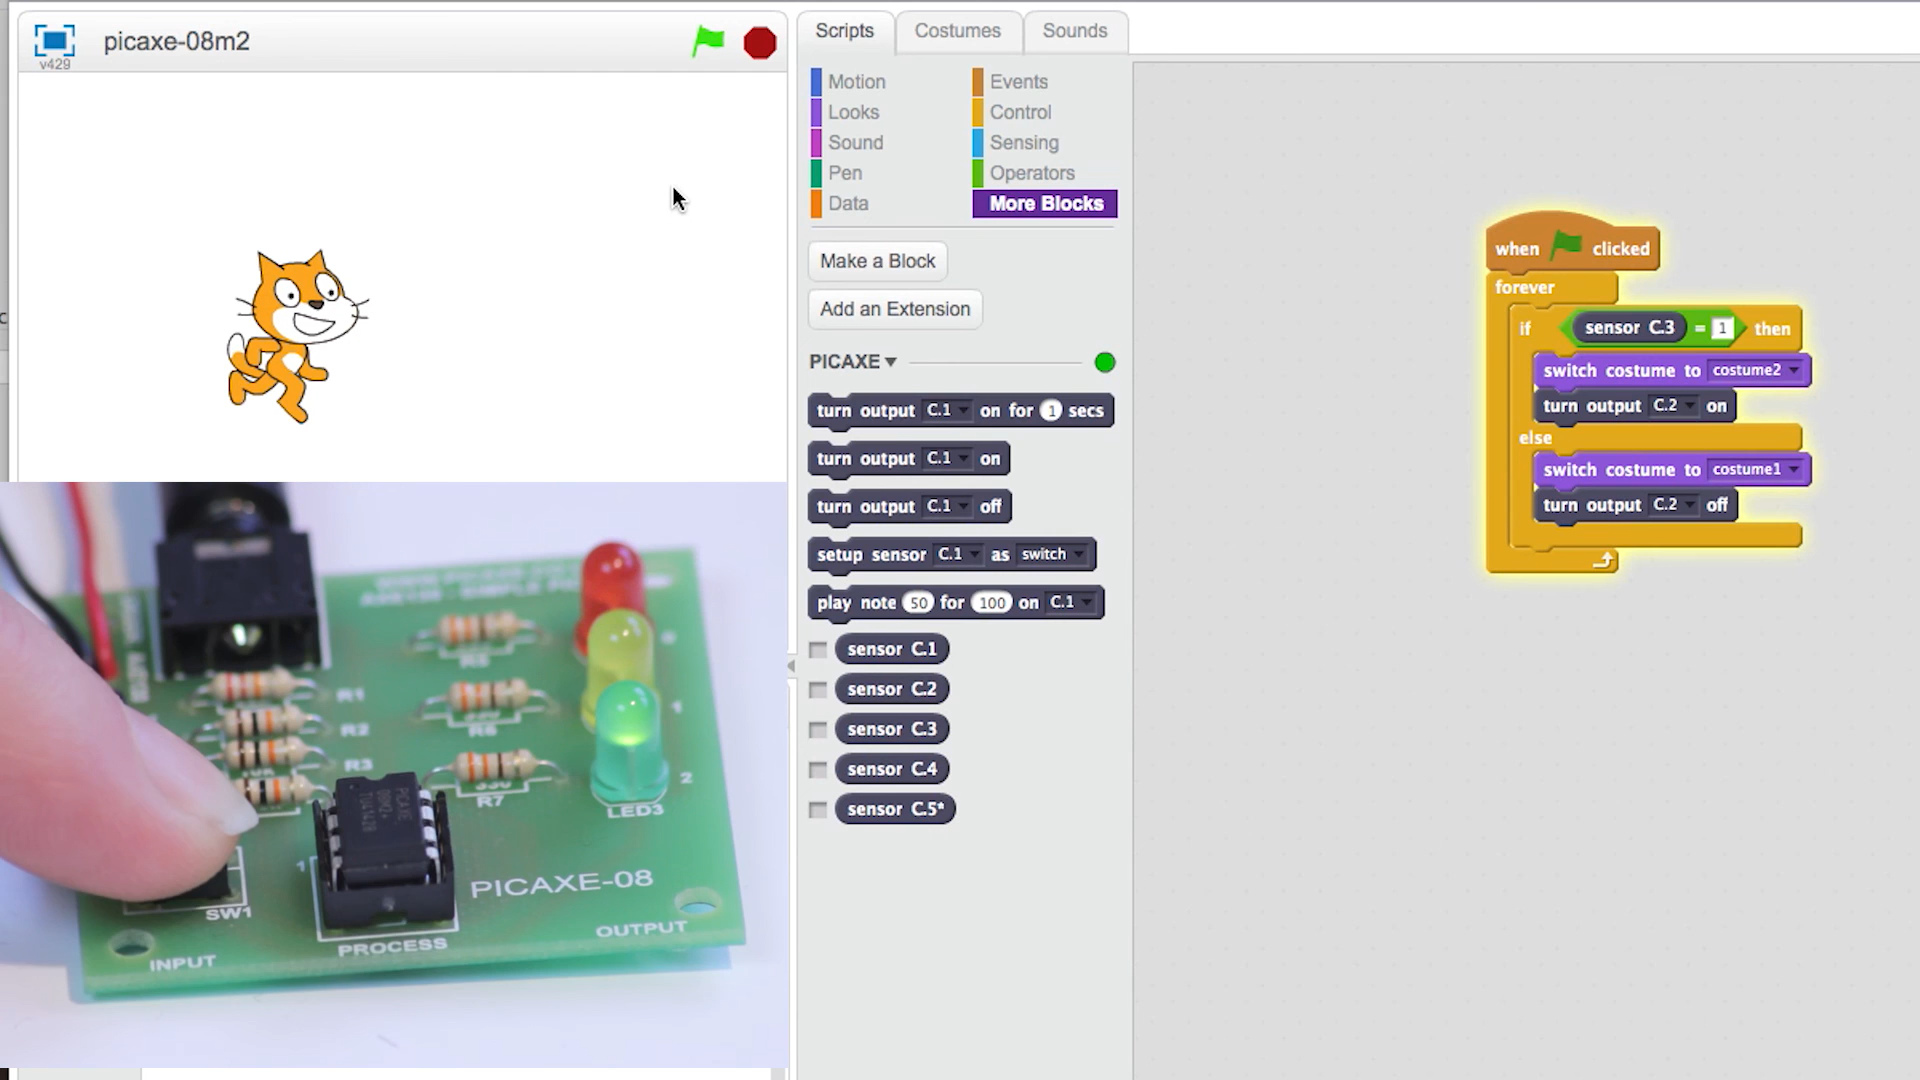 picaxe-08m2
v429
Scripts
Costumes
Sounds
Motion
Looks
Sound
Pen
Data
Events
Control
Sensing
Operators
More Blocks
Make a Block
Add an Extension
PICAXE
turn output C.1 on for 1 secs
turn output C.1 on
turn output C.1 off
setup sensor C.1 as switch
play note 50 for 100 on C.1
sensor C.1
sensor C.2
sensor C.3
sensor C.4
sensor C.5*
when clicked
forever
if sensor C.3 = 1 then
switch costume to costume2
turn output C.2 on
else
switch costume to costume1
turn output C.2 off
R1
R2
R3
R6
R7
1
2
LED3
1
PICAXE-08
SW1
PROCESS
OUTPUT
INPUT